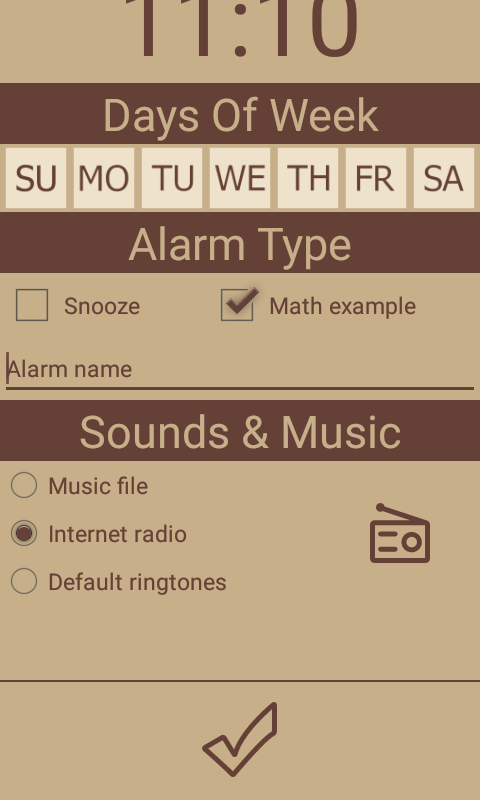 11:10
Days Of Week
SU MO TU WE TH FR SA
Alarm Type
Snooze Math example
Alarm name
Sounds & Music
Music file
Internet radio
Default ringtones